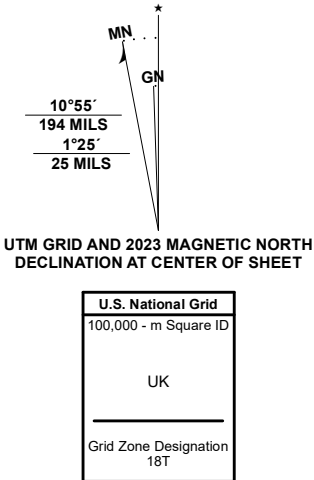 ★
MN
GN
10°55´
194 MILS
1°25´
25 MILS
UTM GRID AND 2023 MAGNETIC NORTH
DECLINATION AT CENTER OF SHEET
U.S. National Grid
100,000 - m Square ID
UK
Grid Zone Designation
18T